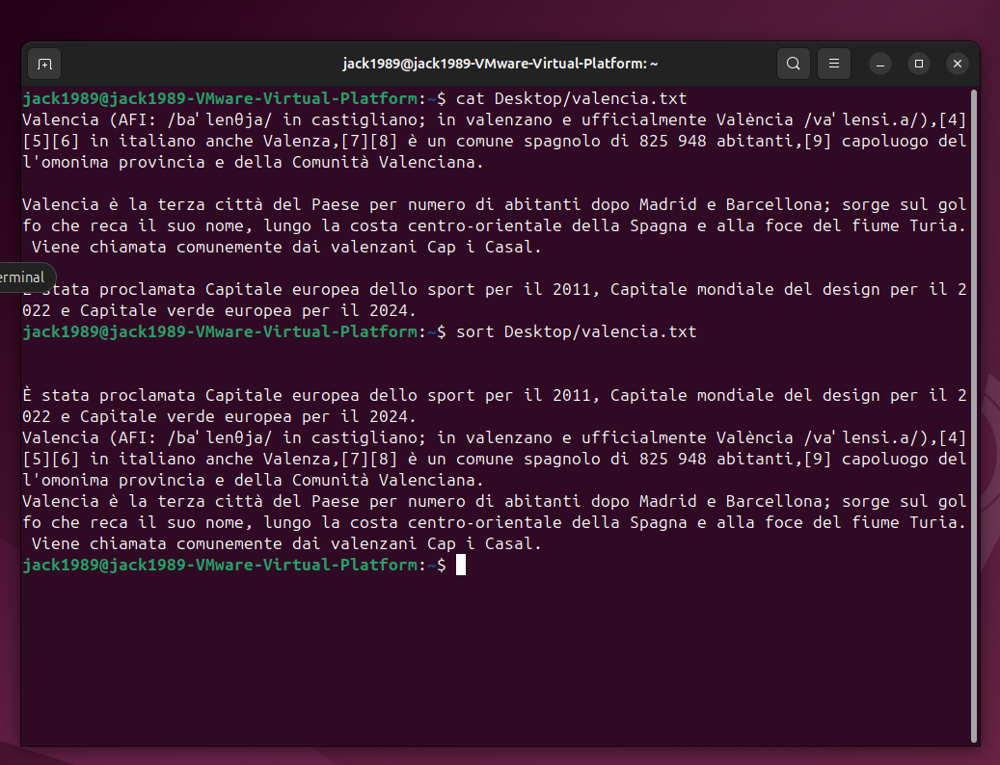 jack1989@jack1989-VMware-Virtual-Platform: ~
jack1989@jack1989-VMware-Virtual-Platform:~$ cat Desktop/valencia.txt
Valencia (AFI: /baˈlenθja/ in castigliano; in valenzano e ufficialmente València /vaˈlensi.a/),[4]
[5][6] in italiano anche Valenza,[7][8] è un comune spagnolo di 825 948 abitanti,[9] capoluogo del
l'omonima provincia e della Comunità Valenciana.
Valencia è la terza città del Paese per numero di abitanti dopo Madrid e Barcellona; sorge sul gol
fo che reca il suo nome, lungo la costa centro-orientale della Spagna e alla foce del fiume Turia.
Viene chiamata comunemente dai valenzani Cap i Casal.
erminal
È stata proclamata Capitale europea dello sport per il 2011, Capitale mondiale del design per il 2
022 e Capitale verde europea per il 2024.
jack1989@jack1989-VMware-Virtual-Platform:~$ sort Desktop/valencia.txt
È stata proclamata Capitale europea dello sport per il 2011, Capitale mondiale del design per il 2
022 e Capitale verde europea per il 2024.
Valencia (AFI: /baˈlenθja/ in castigliano; in valenzano e ufficialmente València /vaˈlensi.a/),[4]
[5][6] in italiano anche Valenza,[7][8] è un comune spagnolo di 825 948 abitanti,[9] capoluogo del
l'omonima provincia e della Comunità Valenciana.
Valencia è la terza città del Paese per numero di abitanti dopo Madrid e Barcellona; sorge sul gol
fo che reca il suo nome, lungo la costa centro-orientale della Spagna e alla foce del fiume Turia.
Viene chiamata comunemente dai valenzani Cap i Casal.
jack1989@jack1989-VMware-Virtual-Platform:~$